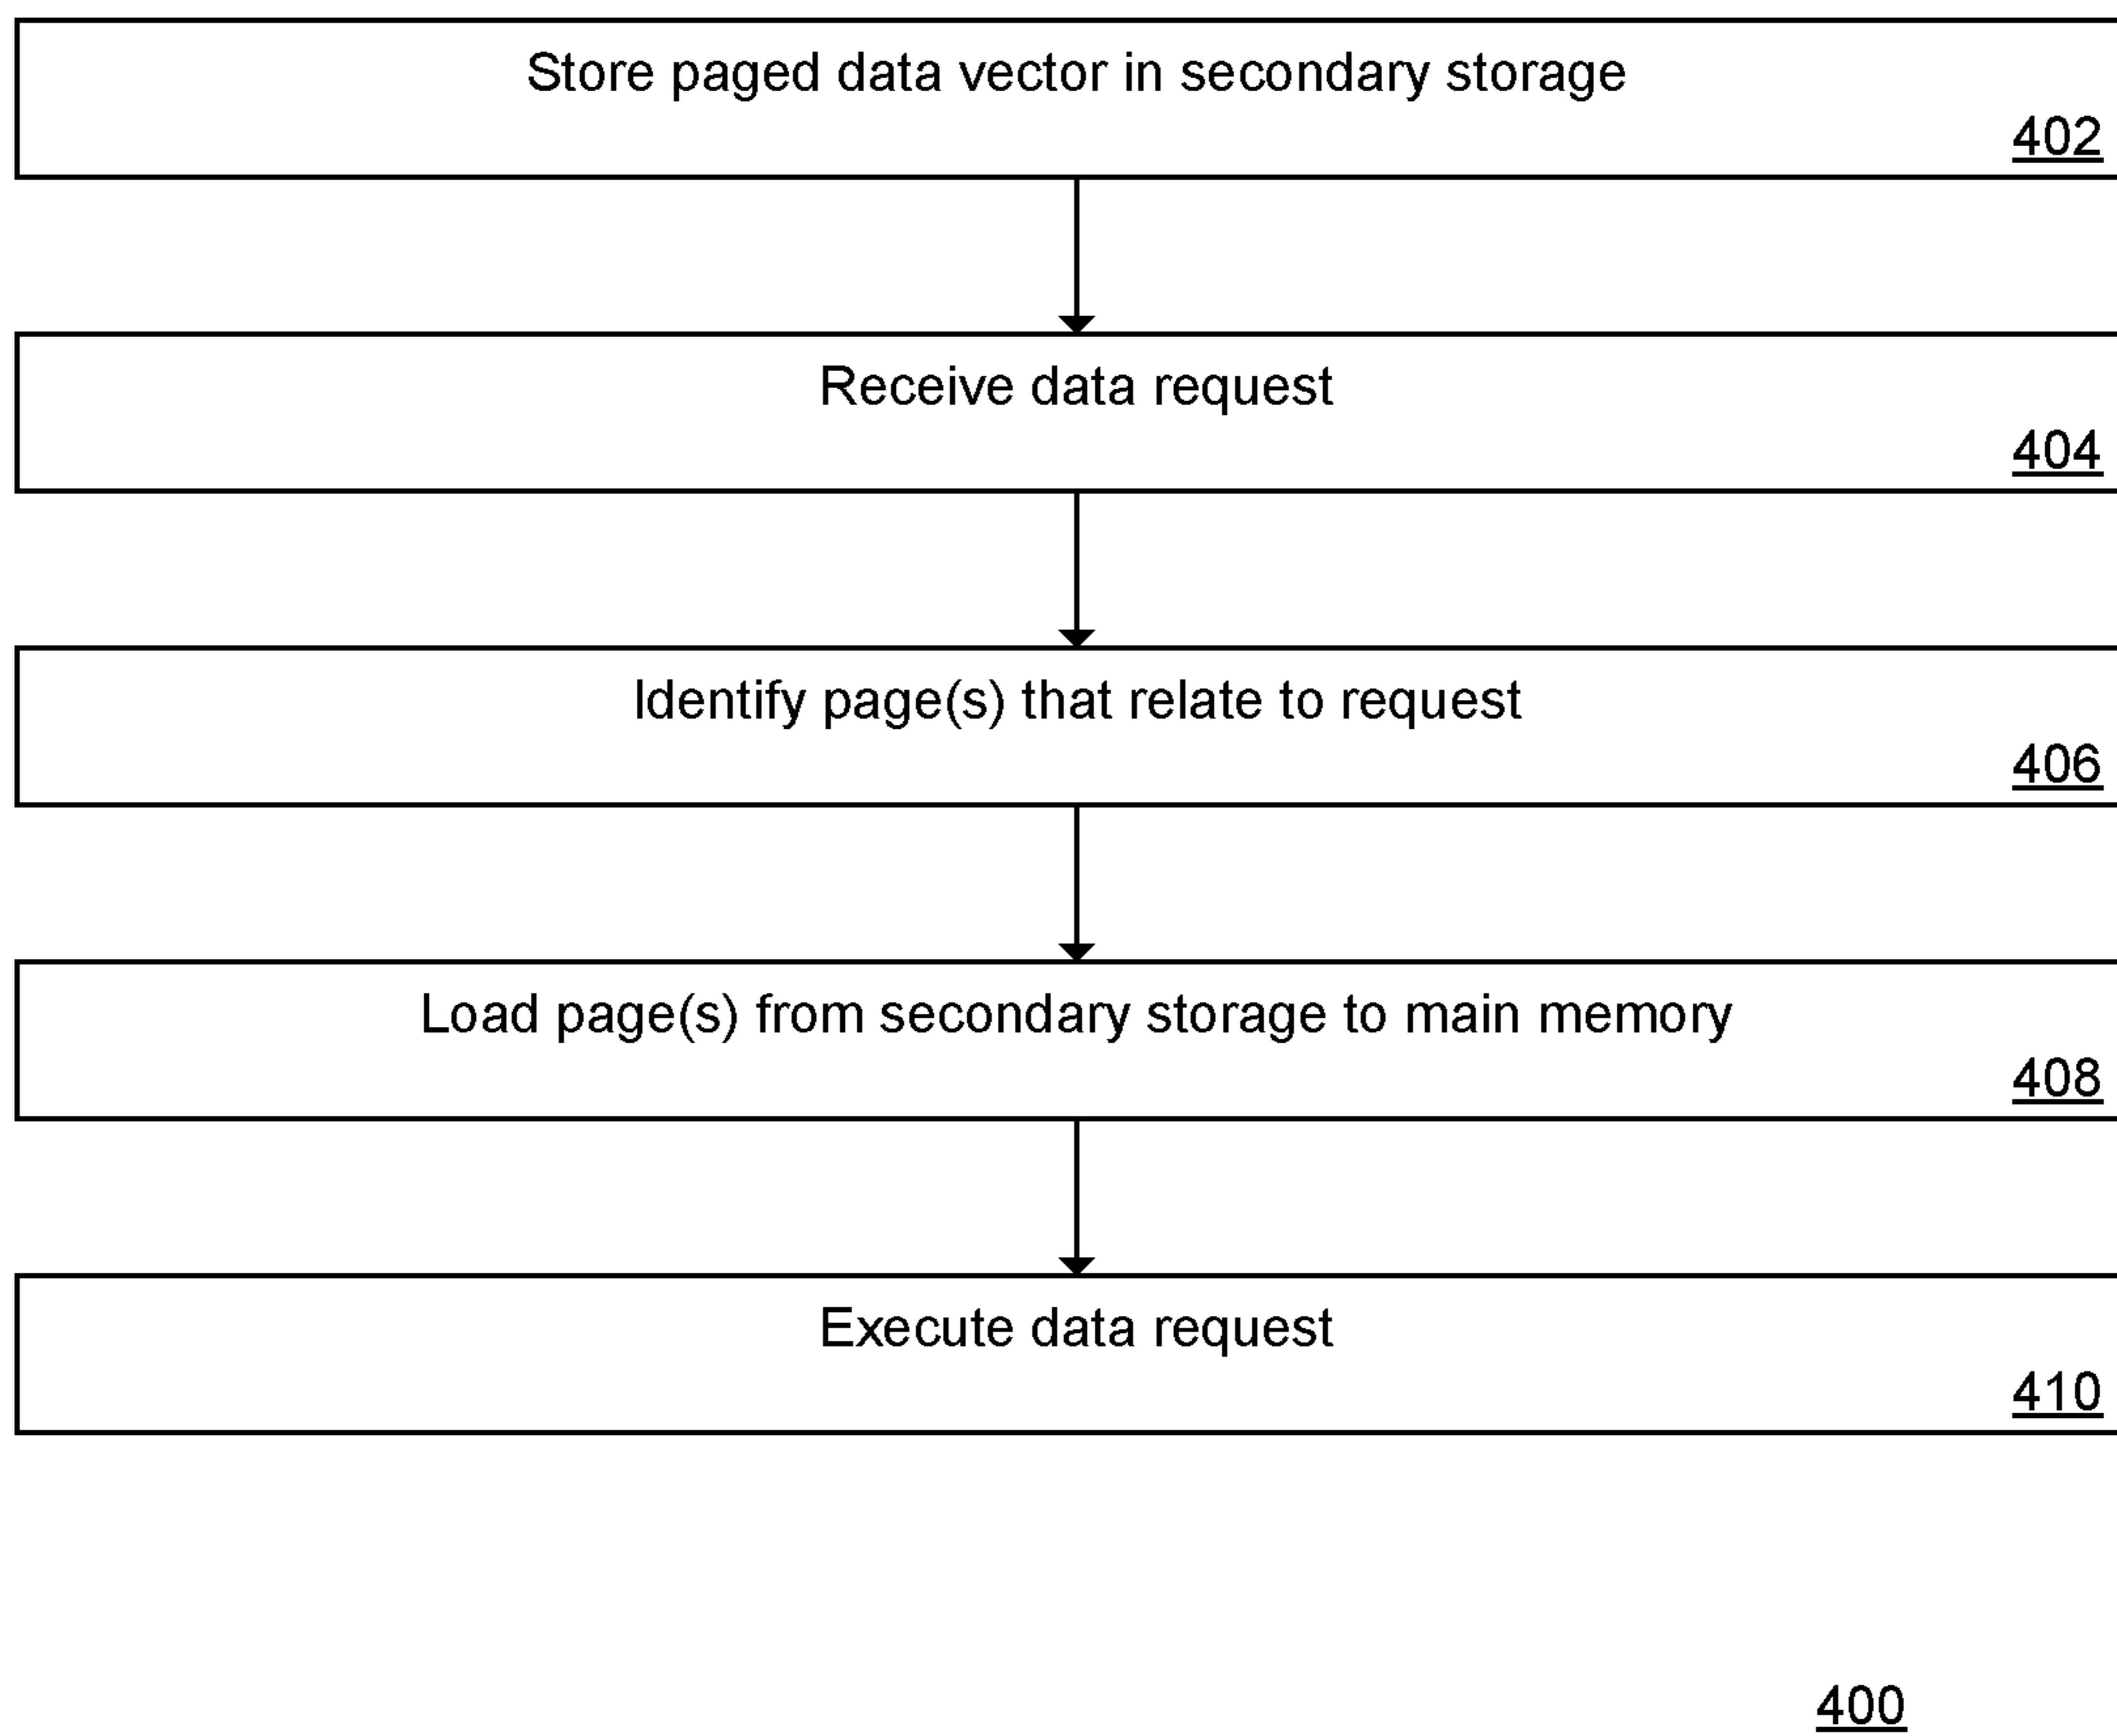 Store paged data vector in secondary storage
402
Receive data request
404
Identify page(s) that relate to request
406
Load page(s) from secondary storage to main memory
408
Execute data request
410
400